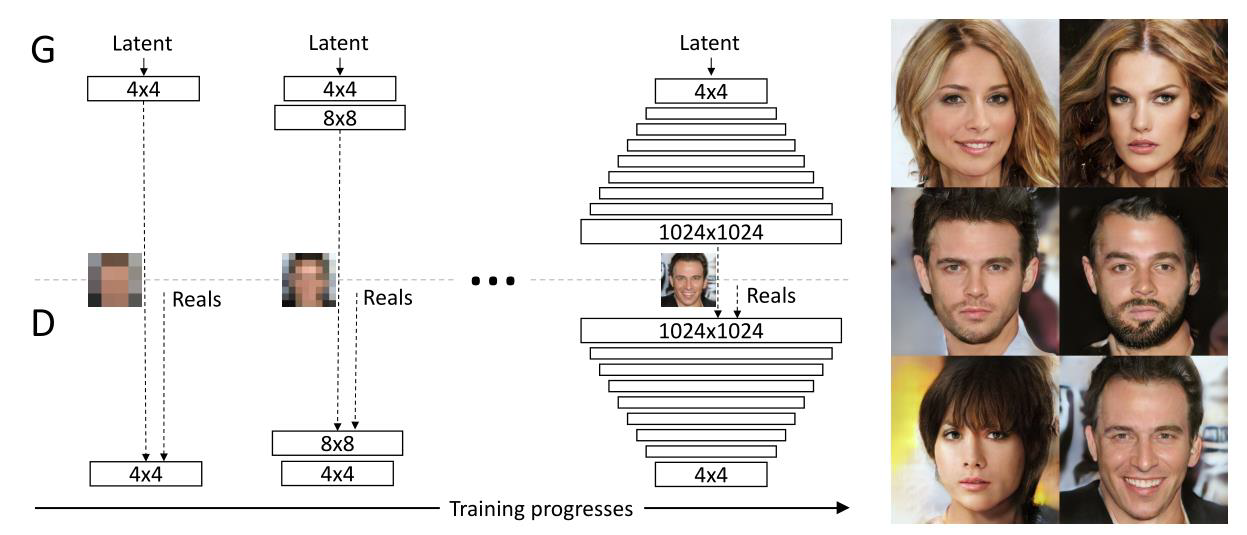 G
Latent
Latent
Latent
4x4
4x4
4x4
8x8
1024x1024
...
Reals
Reals
Reals
D
1024x1024
8x8
4x4
4x4
4x4
Training progresses